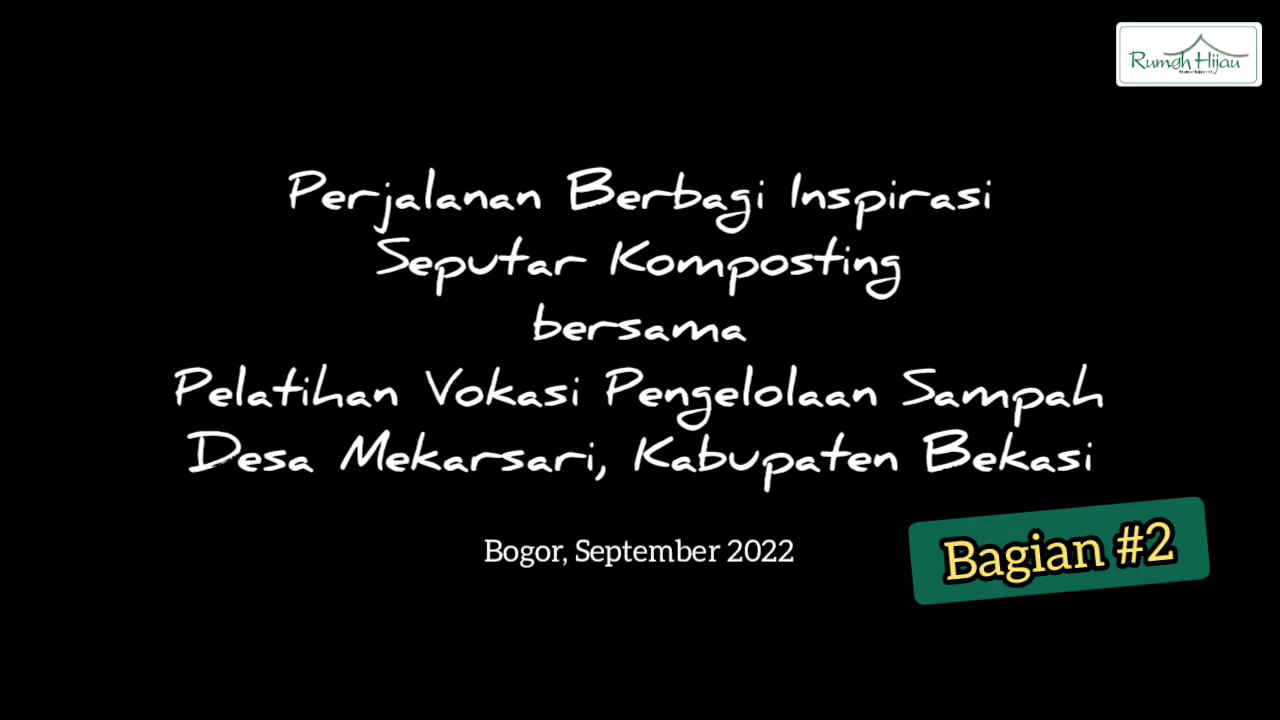 Rumah Hijau
Perjalanan Berbagi Inspirasi
Seputar Komposting
bersama
Pelatihan Vokasi Pengelolaan Sampah
Desa Mekarsari, Kabupaten Bekasi
Bogor, September 2022
Bagian #2